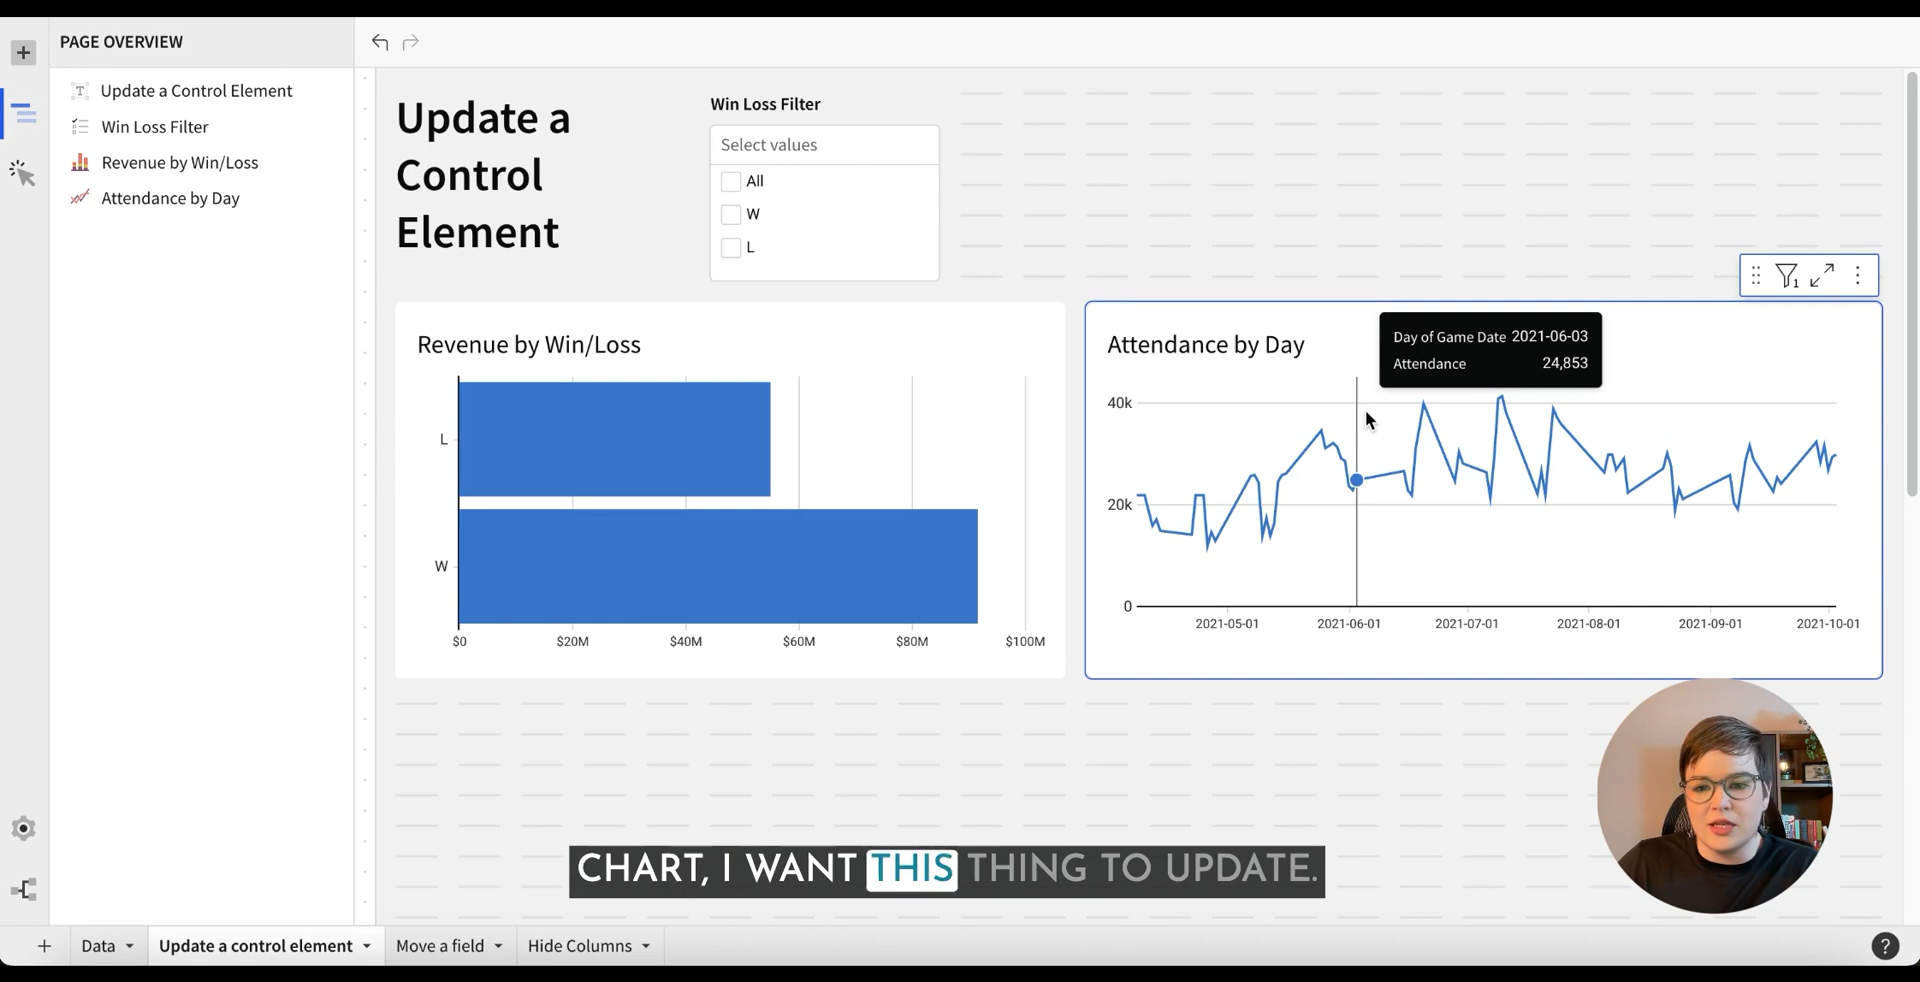 PAGE OVERVIEW
Update a Control Element
Win Loss Filter
Revenue by Win/Loss
Attendance by Day
Update a
Control
Element
Win Loss Filter
Select values
All
W
L
1
Revenue by Win/Loss
L
W
$0 $20M $40M $60M $80M $100M
Attendance by Day
Day of Game Date 2021-06-03
Attendance 24,853
40k
20k
0
2021-05-01 2021-06-01 2021-07-01 2021-08-01 2021-09-01 2021-10-01
CHART, I WANT THIS THING TO UPDATE.
+ Data Update a control element Move a field Hide Columns ?